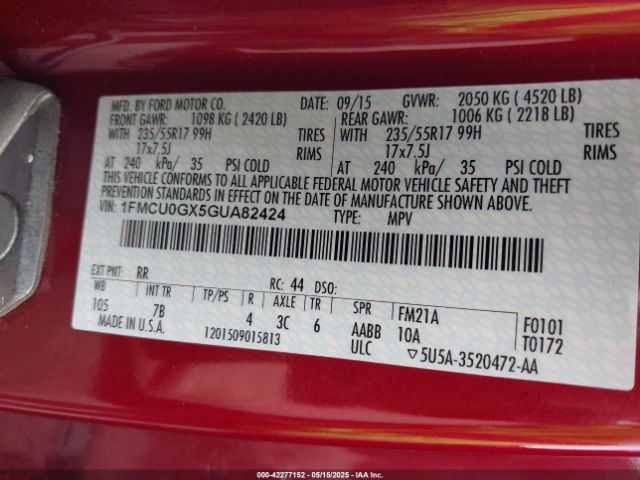 MFD. BY FORD MOTOR CO. DATE: 09/15 GVWR: 2050 KG ( 4520 LB)
FRONT GAWR: 1098 KG ( 2420 LB) REAR GAWR: 1006 KG ( 2218 LB)
WITH 235/55R17 99H TIRES WITH 235/55R17 99H TIRES
17x7.5J RIMS 17x7.5J RIMS
AT 240 kPa/ 35 PSI COLD AT 240 kPa/ 35 PSI COLD
THIS VEHICLE CONFORMS TO ALL APPLICABLE FEDERAL MOTOR VEHICLE SAFETY AND THEFT
PREVENTION STANDARDS IN EFFECT ON THE DATE OF MANUFACTURE SHOWN ABOVE.
VIN: 1FMCU0GX5GUA82424 TYPE: MPV
EXT PNT: RR RC: 44 DSO:
WB INT TR TP/PS R AXLE TR SPR FM21A F0101
105 7B 4 3C 6 AABB 10A T0172
MADE IN U.S.A. 1201509015813 ULC ▽5U5A-3520472-AA
000-42277152 - 05/15/2025 - IAA Inc.